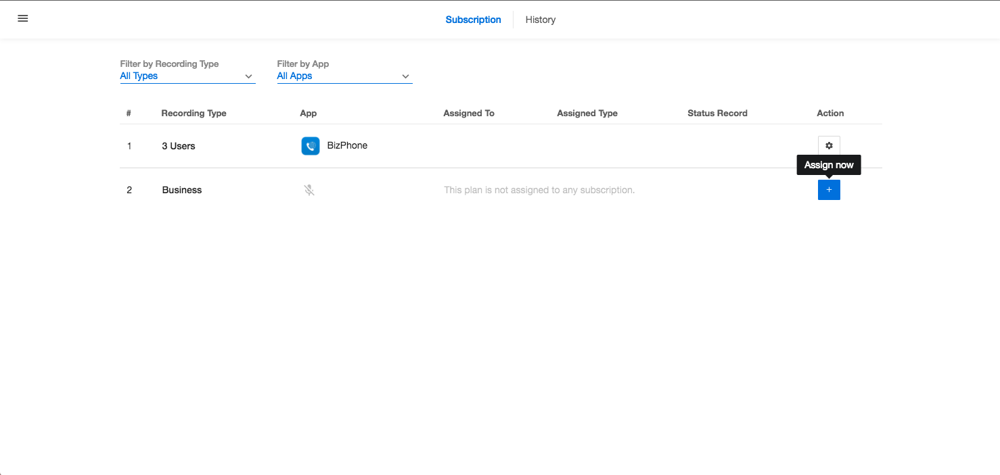 Subscription History
Filter by Recording Type Filter by App
All Types All Apps
# Recording Type App Assigned To Assigned Type Status Record Action
1 3 Users BizPhone
Assign now
2 Business This plan is not assigned to any subscription. +